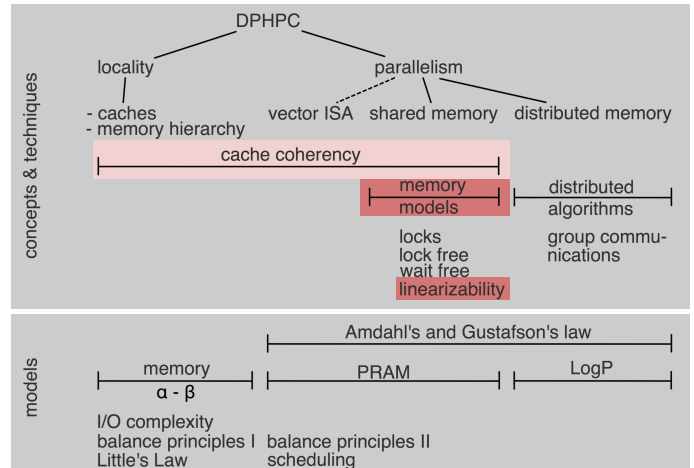 DPHPC
locality
parallelism
- caches
- memory hierarchy
vector ISA
shared memory
distributed memory
cache coherency
memory
models
distributed
algorithms
locks
lock free
wait free
linearizability
group commu-
nications
concepts & techniques
Amdahl's and Gustafson's law
memory
α - β
PRAM
LogP
I/O complexity
balance principles I
Little's Law
balance principles II
scheduling
models